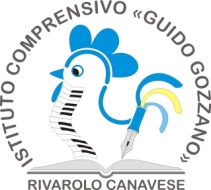 ISTITUTO COMPRENSIVO «GUIDO GOZZANO»
RIVAROLO CANAVESE